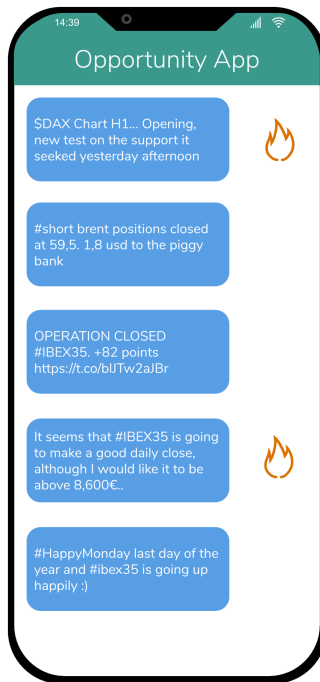 14:39
Opportunity App
$DAX Chart H1... Opening,
new test on the support it
seeked yesterday afternoon
#short brent positions closed
at 59,5. 1,8 usd to the piggy
bank
OPERATION CLOSED
#IBEX35. +82 points
https://t.co/blJTw2aJBr
It seems that #IBEX35 is going
to make a good daily close,
although I would like it to be
above 8,600€..
#HappyMonday last day of the
year and #ibex35 is going up
happily :)